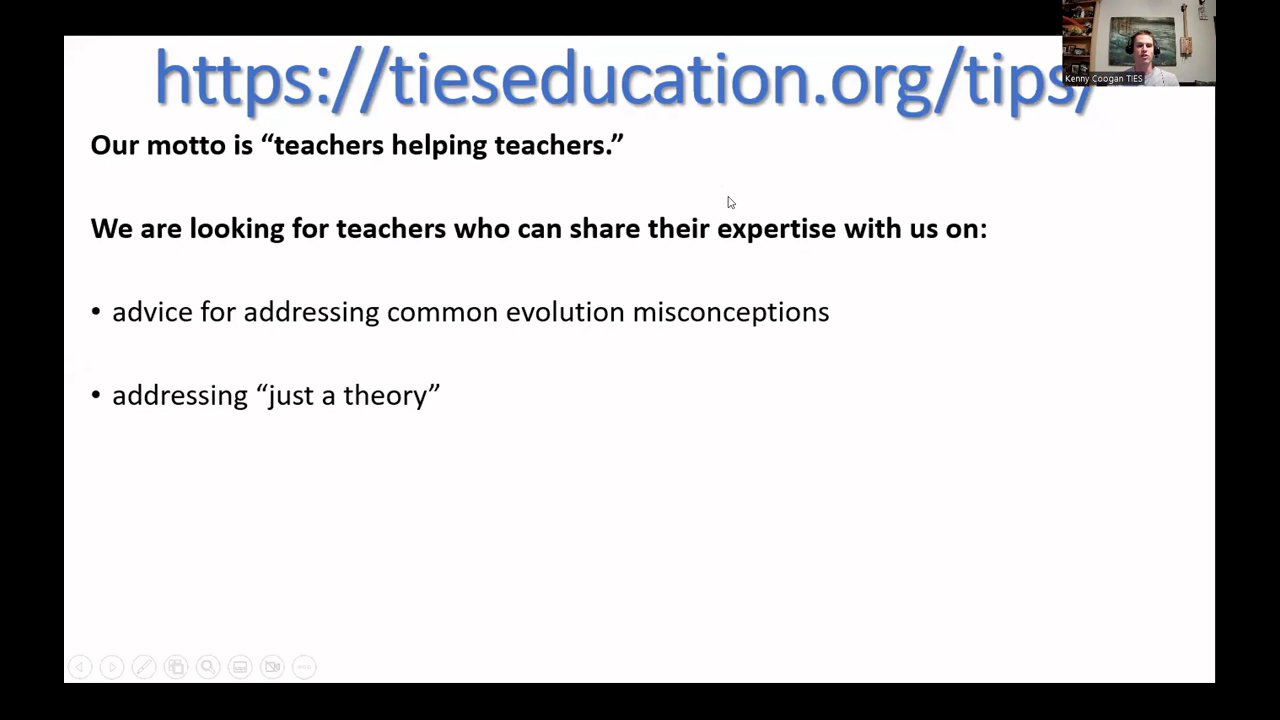 https://tieseducation.org/tips/
Kenny Coogan TIES
Our motto is “teachers helping teachers.”
We are looking for teachers who can share their expertise with us on:
• advice for addressing common evolution misconceptions
• addressing “just a theory”